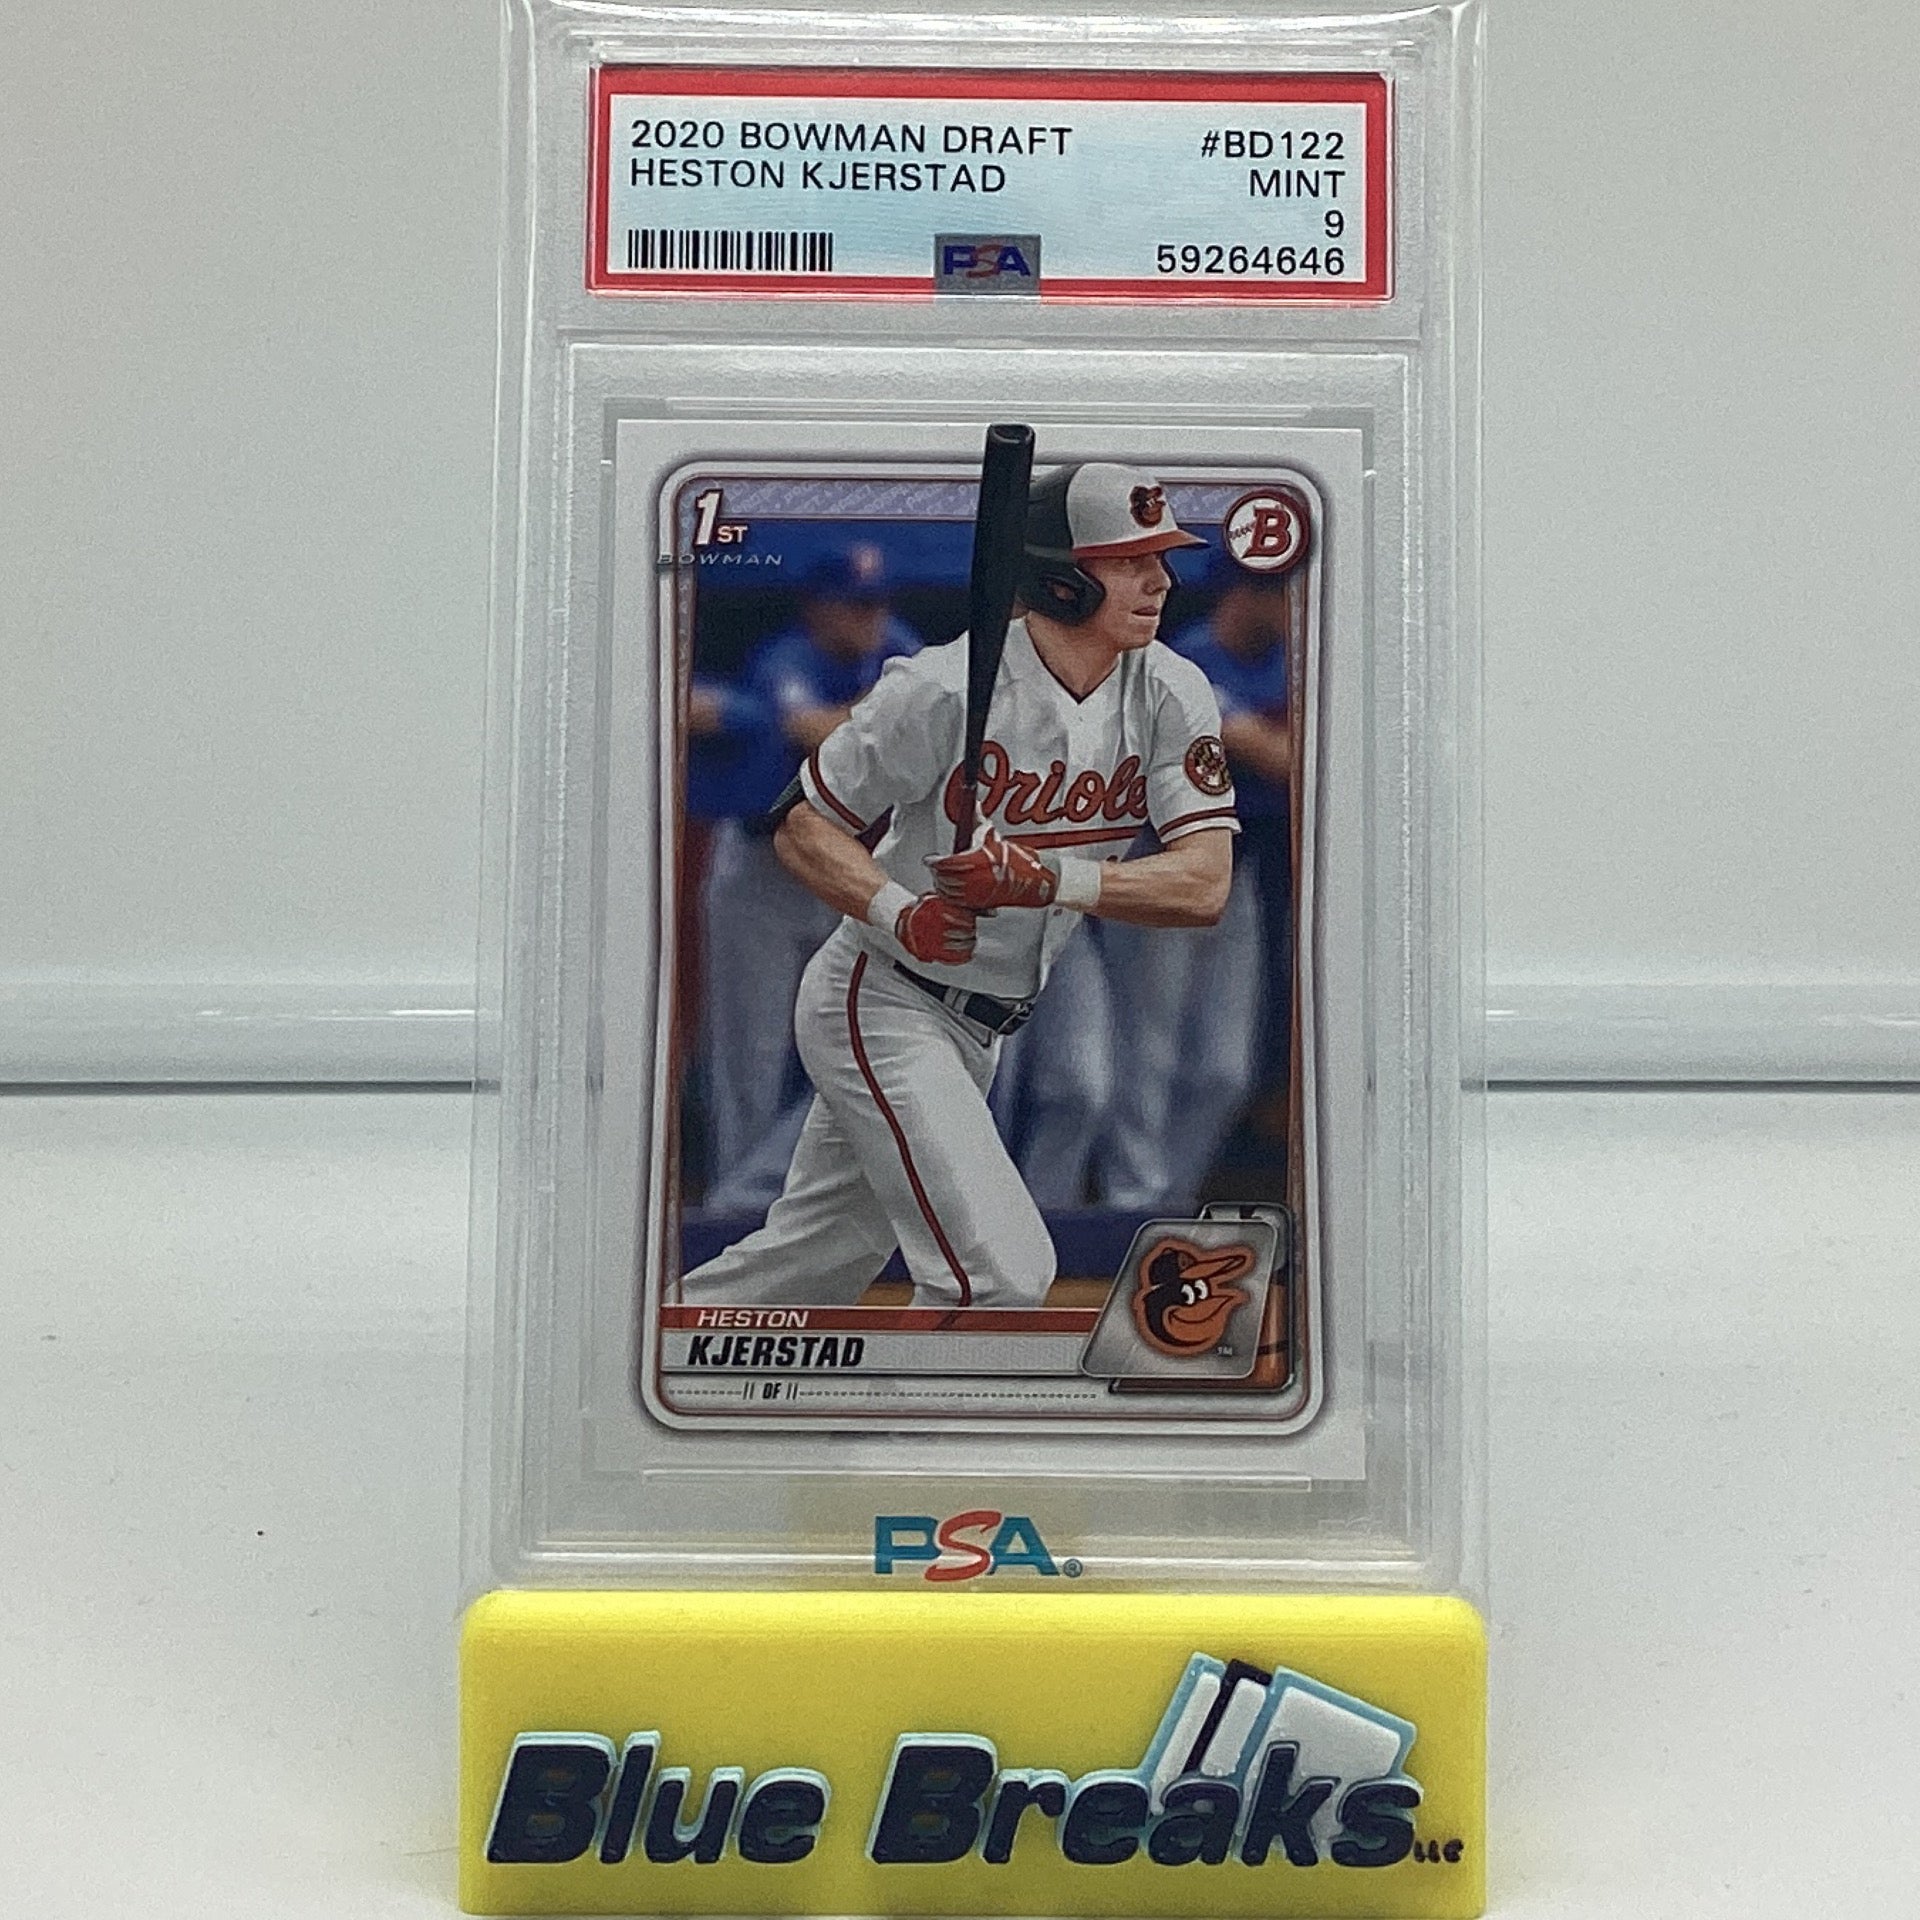 2020 BOWMAN DRAFT #BD122
HESTON KJERSTAD MINT
9
PSA 59264646
1ST
BOWMAN
B
Oriole
HESTON
KJERSTAD
OF
PSA®
Blue Breaks LLC